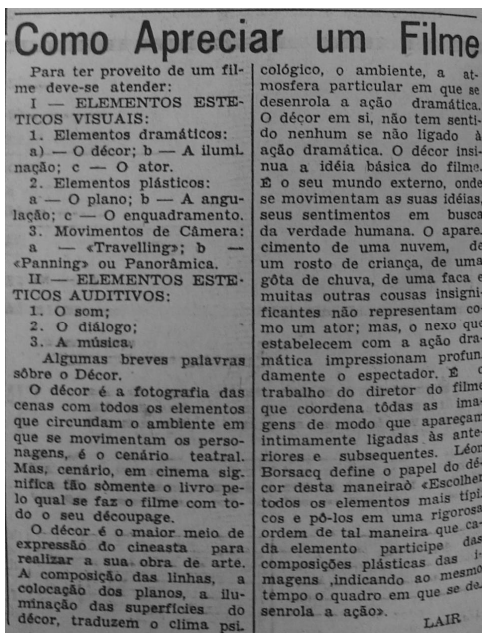 Como Apreciar um Filme
Para ter proveito de um fil-
me deve-se atender:
I — ELEMENTOS ESTE-
TICOS VISUAIS:
1. Elementos dramáticos:
a) — O décor; b — A ilumi-
nação; c — O ator.
2. Elementos plásticos:
a — O plano; b — A angu-
lação; c — O enquadramento.
3. Movimentos de Câmera:
a — «Travelling»; b —
«Panning» ou Panorâmica.
II — ELEMENTOS ESTE-
TICOS AUDITIVOS:
1. O som;
2. O diálogo;
3. A música.
Algumas breves palavras
sôbre o Décor.
O décor é a fotografia das
cenas com todos os elementos
que circundam o ambiente em
que se movimentam os perso-
nagens, é o cenário teatral.
Mas, cenário, em cinema sig-
nifica tão sòmente o livro pe-
lo qual se faz o filme com to-
do o seu découpage.
O décor é o maior meio de
expressão do cineasta para
realizar a sua obra de arte.
A composição das linhas, a
colocação dos planos, a ilu-
minação das superfícies do
décor, traduzem o clima psi-
cológico, o ambiente, a at-
mosfera particular em que se
desenrola a ação dramática.
O décor em si, não tem senti-
do nenhum se não ligado à
ação dramática. O décor insi-
nua a idéia básica do filme.
É o seu mundo externo, onde
se movimentam as suas idéias,
seus sentimentos em busca
da verdade humana. O apare-
cimento de uma nuvem, de
um rosto de criança, de uma
gôta de chuva, de uma faca e
muitas outras cousas insigni-
ficantes não representam co-
mo um ator; mas, o nexo que
estabelecem com a ação dra-
mática impressionam profun-
damente o espectador. É o
trabalho do diretor do filme
que coordena tôdas as ima-
gens de modo que apareçam
intimamente ligadas às ante-
riores e subsequentes. Léon
Borsacq define o papel do dé-
cor desta maneiraò «Escolher
todos os elementos mais típi-
cos e pô-los em uma rigorosa
ordem de tal maneira que ca-
da elemento participe das
composições plásticas das i-
magens ,indicando ao mesmo
tempo o quadro em que se de-
senrola a ação».
LAIR